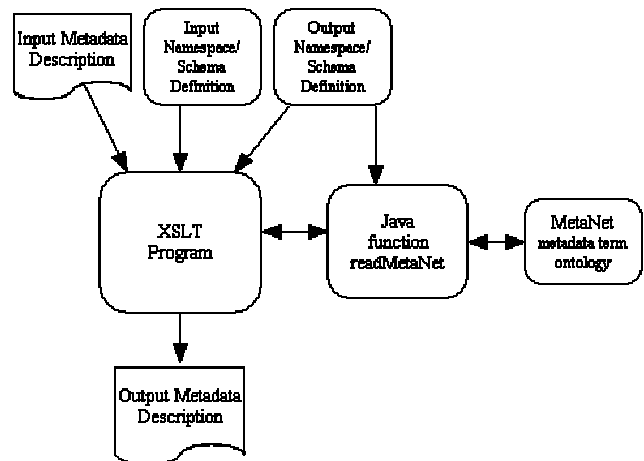 Input Metadata
Description
Input
Namespace/
Schema
Definition
Output
Namespace/
Schema
Definition
XSLT
Program
Java
function
readMetaNet
MetaNet
metadata term
ontology
Output Metadata
Description